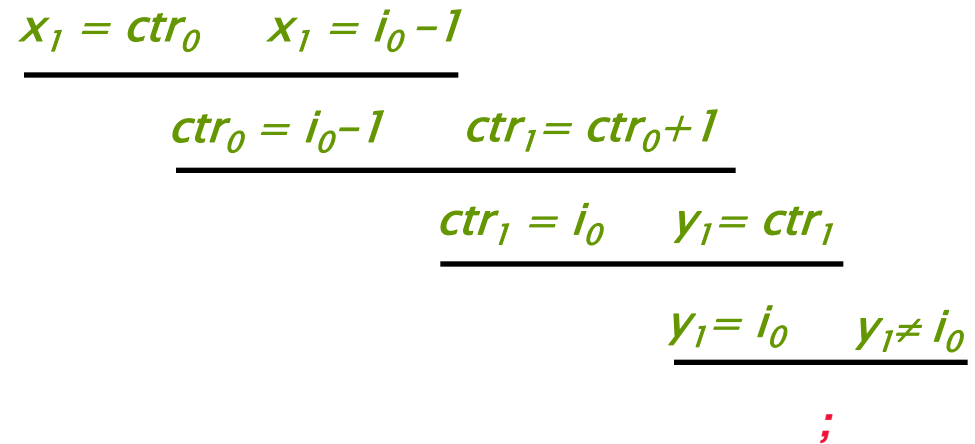 x₁ = ctr₀ x₁ = i₀ -1
ctr₀ = i₀-1 ctr₁= ctr₀+1
ctr₁ = i₀ y₁= ctr₁
y₁= i₀ y₁≠ i₀
;